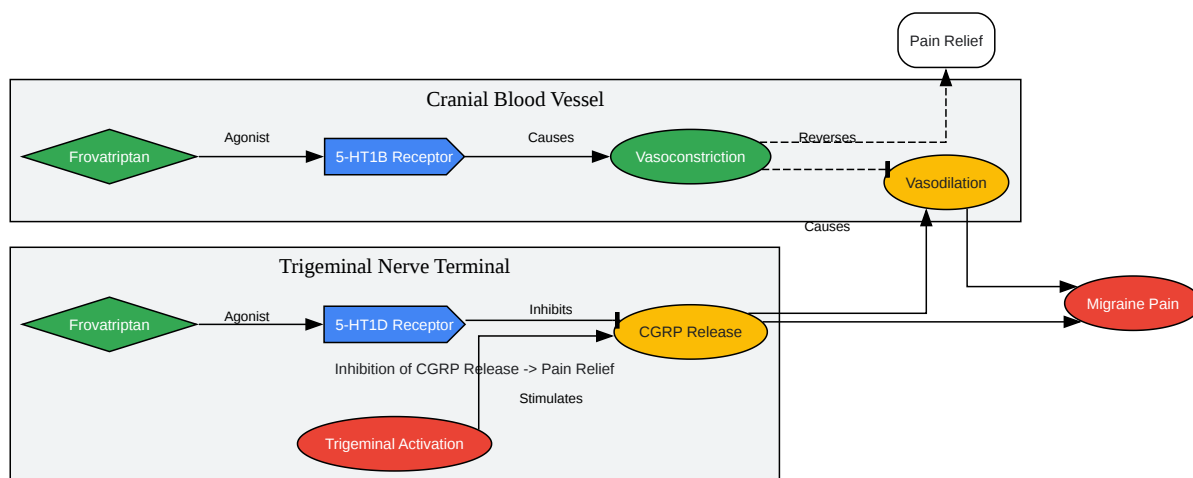 Pain Relief
Cranial Blood Vessel
Frovatriptan
Agonist
5-HT1B Receptor
Causes
Vasoconstriction
Reverses
Vasodilation
Causes
Trigeminal Nerve Terminal
Frovatriptan
Agonist
5-HT1D Receptor
Inhibits
CGRP Release
Migraine Pain
Inhibition of CGRP Release -> Pain Relief
Stimulates
Trigeminal Activation